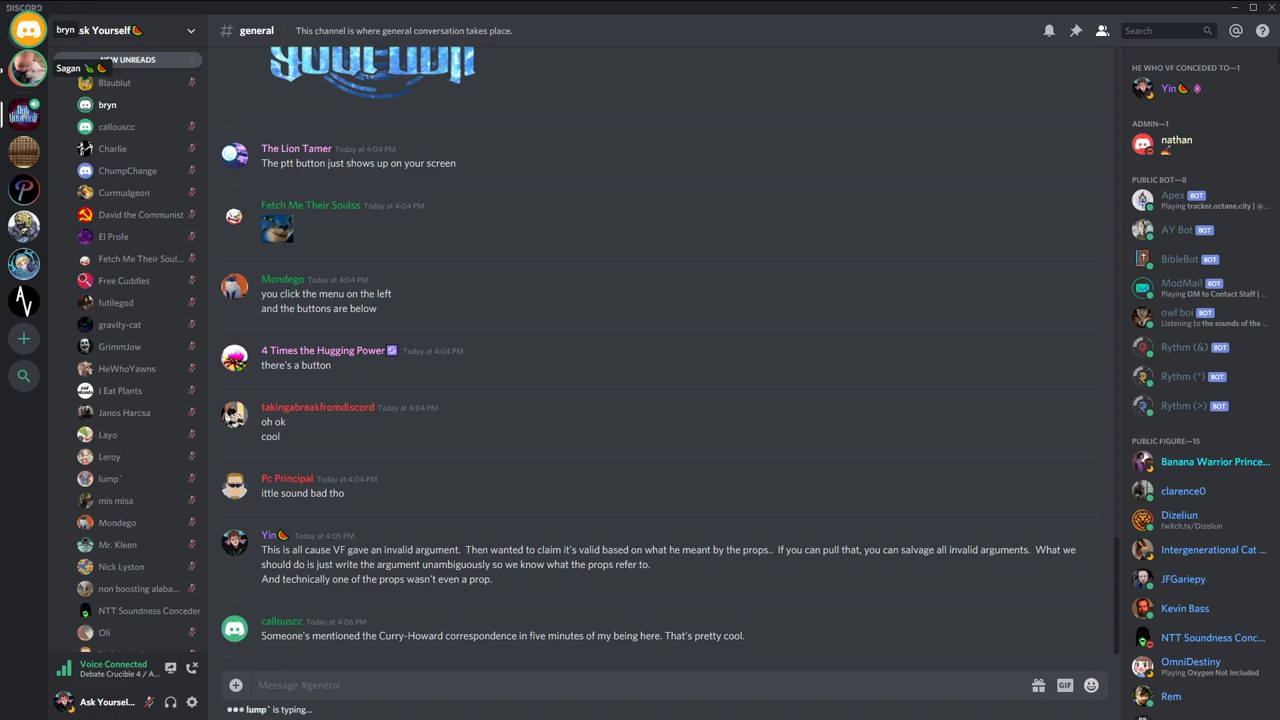 DISCORD
bryn
sk Yourself🍉
# general
This channel is where general conversation takes place.
Search
NEW UNREADS
Sagan
Blaublut
bryn
callouscc
Charlie
ChumpChange
Curmudgeon
David the Communist
El Profe
Fetch Me Their Soul...
Free Cuddles
futilegod
gravity-cat
GrimmJow
HeWhoYawns
I Eat Plants
Janos Harcsa
Layo
Leroy
lump`
mis misa
Mondego
Mr. Kleen
Nick Lyston
non boosting alaba...
NTT Soundness Conceder
Oli
Voice Connected
Debate Crucible 4 / A...
Ask Yoursel...
The Lion Tamer Today at 4:04 PM
The ptt button just shows up on your screen
Fetch Me Their Soulss Today at 4:04 PM
Mondego Today at 4:04 PM
you click the menu on the left
and the buttons are below
4 Times the Hugging Power Today at 4:04 PM
there's a button
takingabreakfromdiscord Today at 4:04 PM
oh ok
cool
Pc Principal Today at 4:04 PM
ittle sound bad tho
Yin🍉 Today at 4:05 PM
This is all cause VF gave an invalid argument. Then wanted to claim it's valid based on what he meant by the props.. If you can pull that, you can salvage all invalid arguments. What we
should do is just write the argument unambiguously so we know what the props refer to.
And technically one of the props wasn't even a prop.
callouscc Today at 4:06 PM
Someone's mentioned the Curry-Howard correspondence in five minutes of my being here. That's pretty cool.
Message #general
GIF
lump` is typing...
HE WHO VF CONCEDED TO—1
Yin🍉
ADMIN—1
nathan
PUBLIC BOT—8
Apex BOT
Playing tracker.octane.city | @...
AY Bot BOT
BibleBot BOT
ModMail BOT
Playing DM to Contact Staff | ...
owl boi BOT
Listening to the sounds of the ...
Rythm (&) BOT
Rythm (*) BOT
Rythm (>) BOT
PUBLIC FIGURE—15
Banana Warrior Prince...
clarence0
Dizeliun
twitch.tv/Dizeliun
Intergenerational Cat ...
JFGariepy
Kevin Bass
NTT Soundness Conc...
OmniDestiny
Playing Oxygen Not Included
Rem